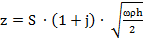 z = S · (1 + j) · √(ωρh/2)